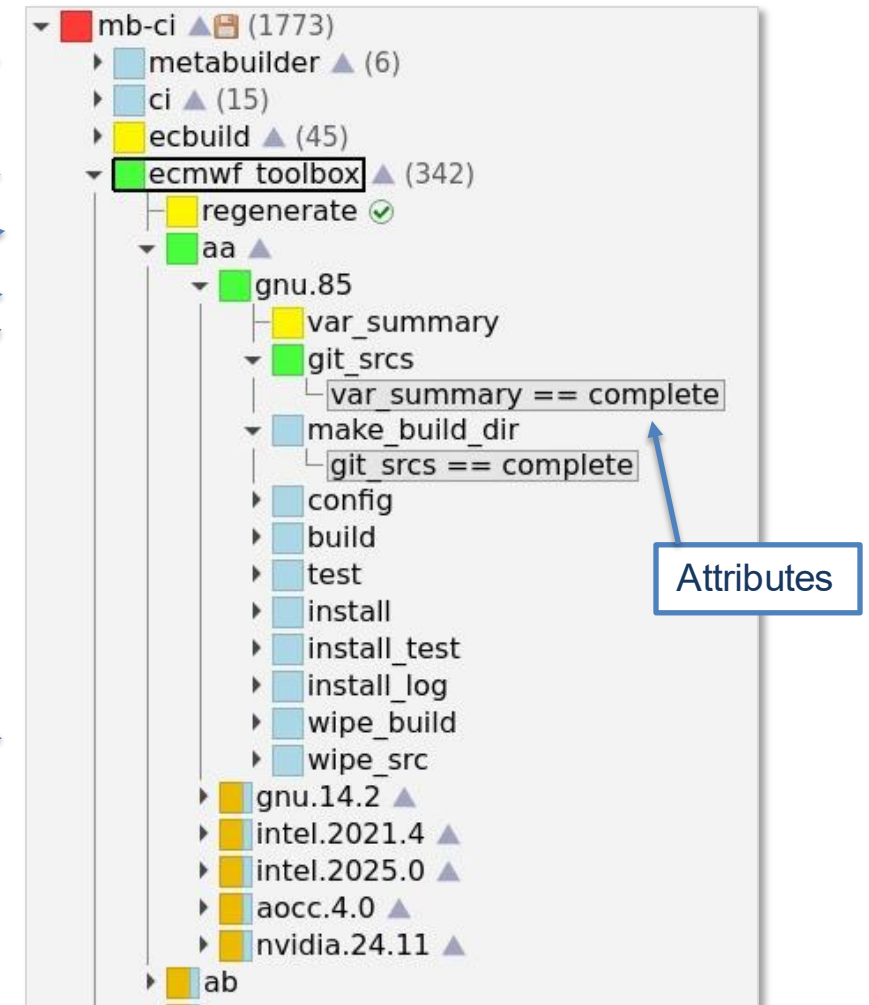 mb-ci (1773)
metabuilder (6)
ci (15)
ecbuild (45)
ecmwf_toolbox (342)
regenerate
aa
gnu.85
var_summary
git_srcs
var_summary == complete
make_build_dir
git_srcs == complete
config
build
test
Attributes
install
install_test
install_log
wipe_build
wipe_src
gnu.14.2
intel.2021.4
intel.2025.0
aocc.4.0
nvidia.24.11
ab